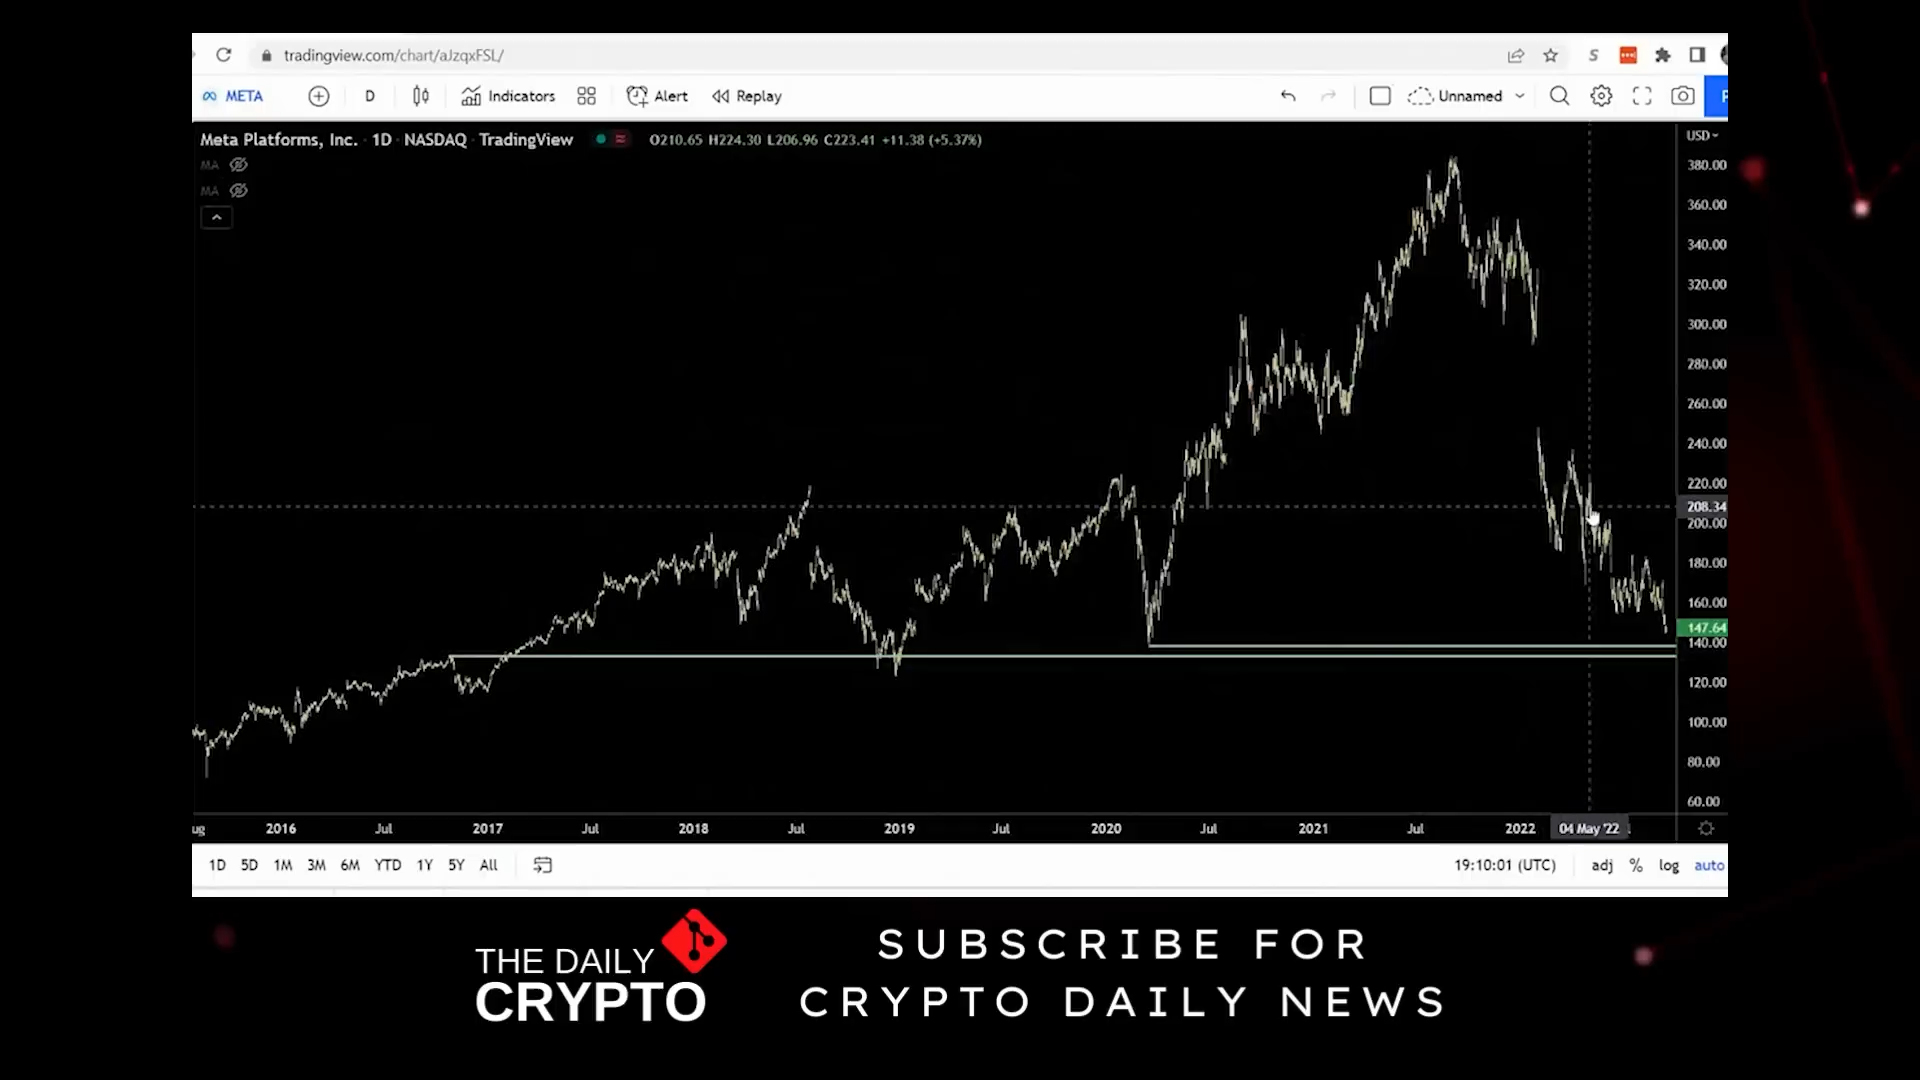 tradingview.com/chart/aJzqxFSL/
META D Indicators Alert Replay Unnamed
Meta Platforms, Inc. · 1D · NASDAQ · TradingView O210.65 H224.30 L206.96 C223.41 +11.38 (+5.37%)
USD
MA
MA
380.00
360.00
340.00
320.00
300.00
280.00
260.00
240.00
220.00
208.34
200.00
180.00
160.00
147.64
140.00
120.00
100.00
80.00
60.00
2016 Jul 2017 Jul 2018 Jul 2019 Jul 2020 Jul 2021 Jul 2022 04 May '22
1D 5D 1M 3M 6M YTD 1Y 5Y All 19:10:01 (UTC) adj % log auto
THE DAILY
CRYPTO
SUBSCRIBE FOR
CRYPTO DAILY NEWS